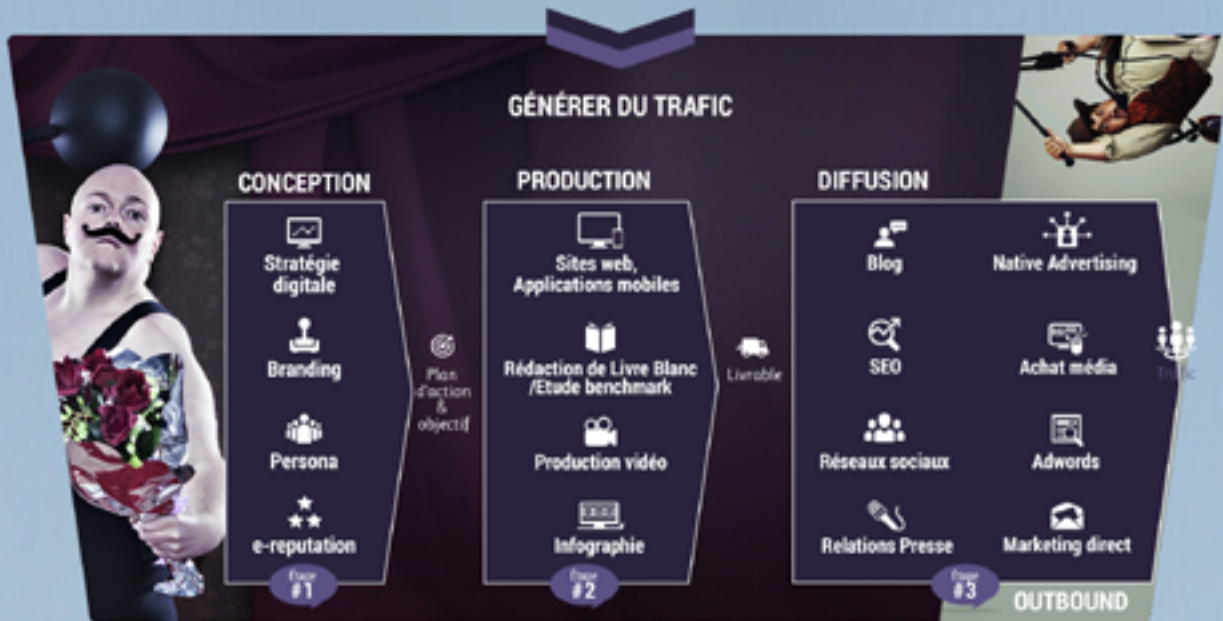 GÉNÉRER DU TRAFIC
CONCEPTION
Stratégie
digitale
Branding
Persona
e-reputation
Étape
#1
Plan
d'action
&
objectif
PRODUCTION
Sites web,
Applications mobiles
Rédaction de Livre Blanc
/Etude benchmark
Production vidéo
Infographie
Étape
#2
Livrable
DIFFUSION
Blog
Native Advertising
SEO
Achat média
Réseaux sociaux
Adwords
Relations Presse
Marketing direct
Étape
#3
Trafic
OUTBOUND